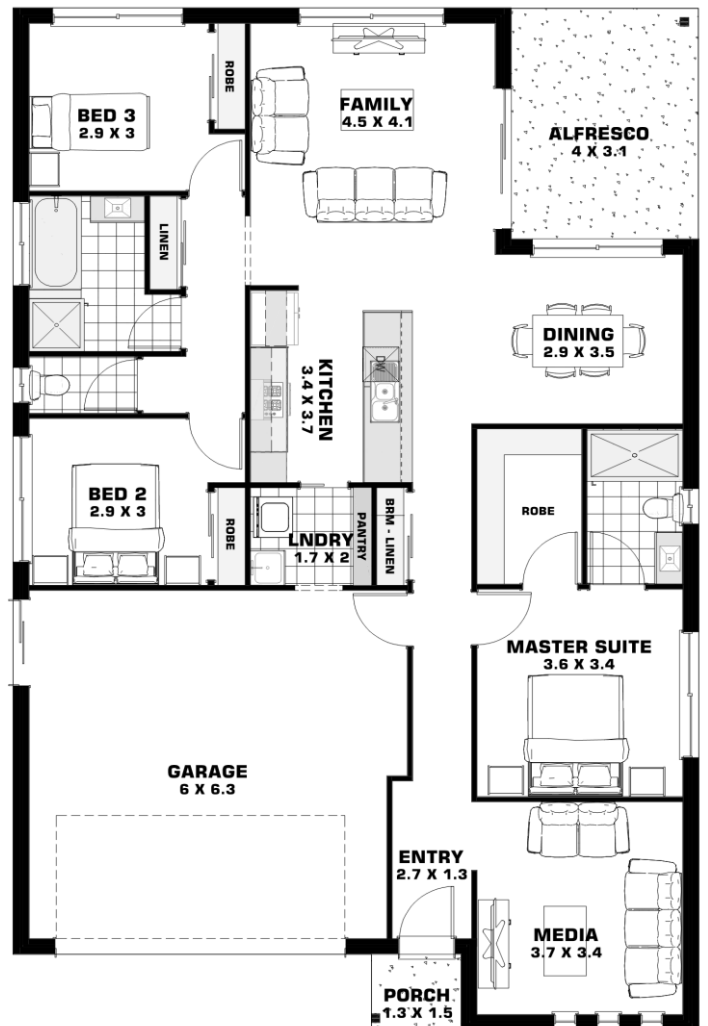 BED 3
2.9 X 3
ROBE
FAMILY
4.5 X 4.1
ALFRESCO
4 X 3.1
LINEN
DINING
2.9 X 3.5
KITCHEN
3.4 X 3.7
DW
BED 2
2.9 X 3
ROBE
LNDRY
1.7 X 2
PANTRY
BRM - LINEN
ROBE
MASTER SUITE
3.6 X 3.4
GARAGE
6 X 6.3
ENTRY
2.7 X 1.3
MEDIA
3.7 X 3.4
PORCH
1.3 X 1.5